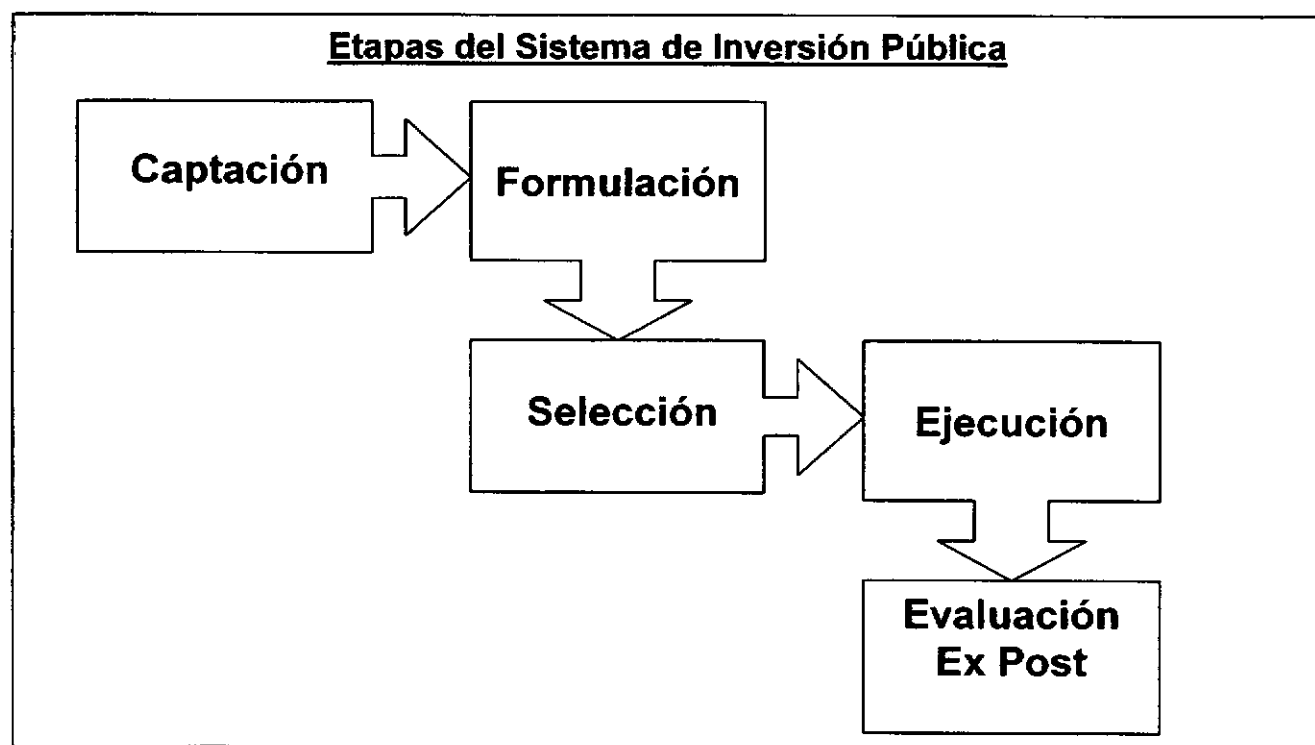 Etapas del Sistema de Inversión Pública
Captación
Formulación
Selección
Ejecución
Evaluación
Ex Post